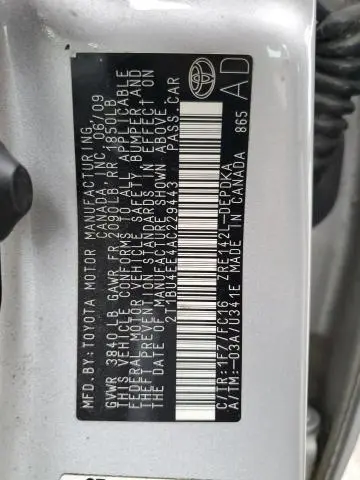 MFD.BY:TOYOTA MOTOR MANUFACTURING
CANADA INC. 06/09
GVWR 3840LB GAWR FR 2090LB RR 1850LB
THIS VEHICLE CONFORMS TO ALL APPLICABLE
FEDERAL MOTOR VEHICLE SAFETY, BUMPER, AND
THEFT PREVENTION STANDARDS IN EFFECT ON
THE DATE OF MANUFACTURE SHOWN ABOVE.
2T1BU4EE4AC229443 PASS.CAR
C/TR:1F7/FC16 ZRE142L-DEPDKA
A/TM:-03A/U341E MADE IN CANADA 865
AD